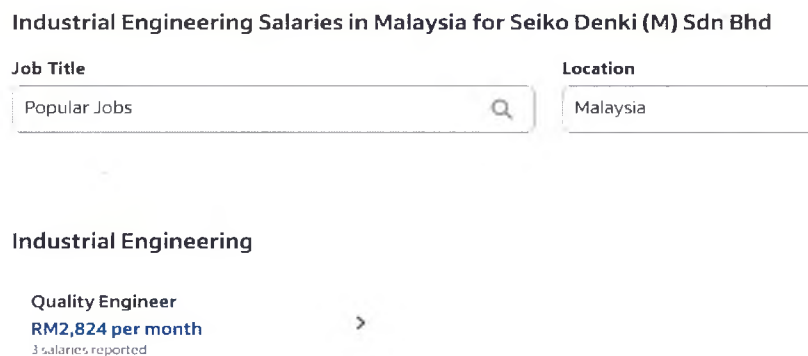 Industrial Engineering Salaries in Malaysia for Seiko Denki (M) Sdn Bhd
Job Title
Location
Popular Jobs
Malaysia
Industrial Engineering
Quality Engineer
RM2,824 per month
3 salaries reported